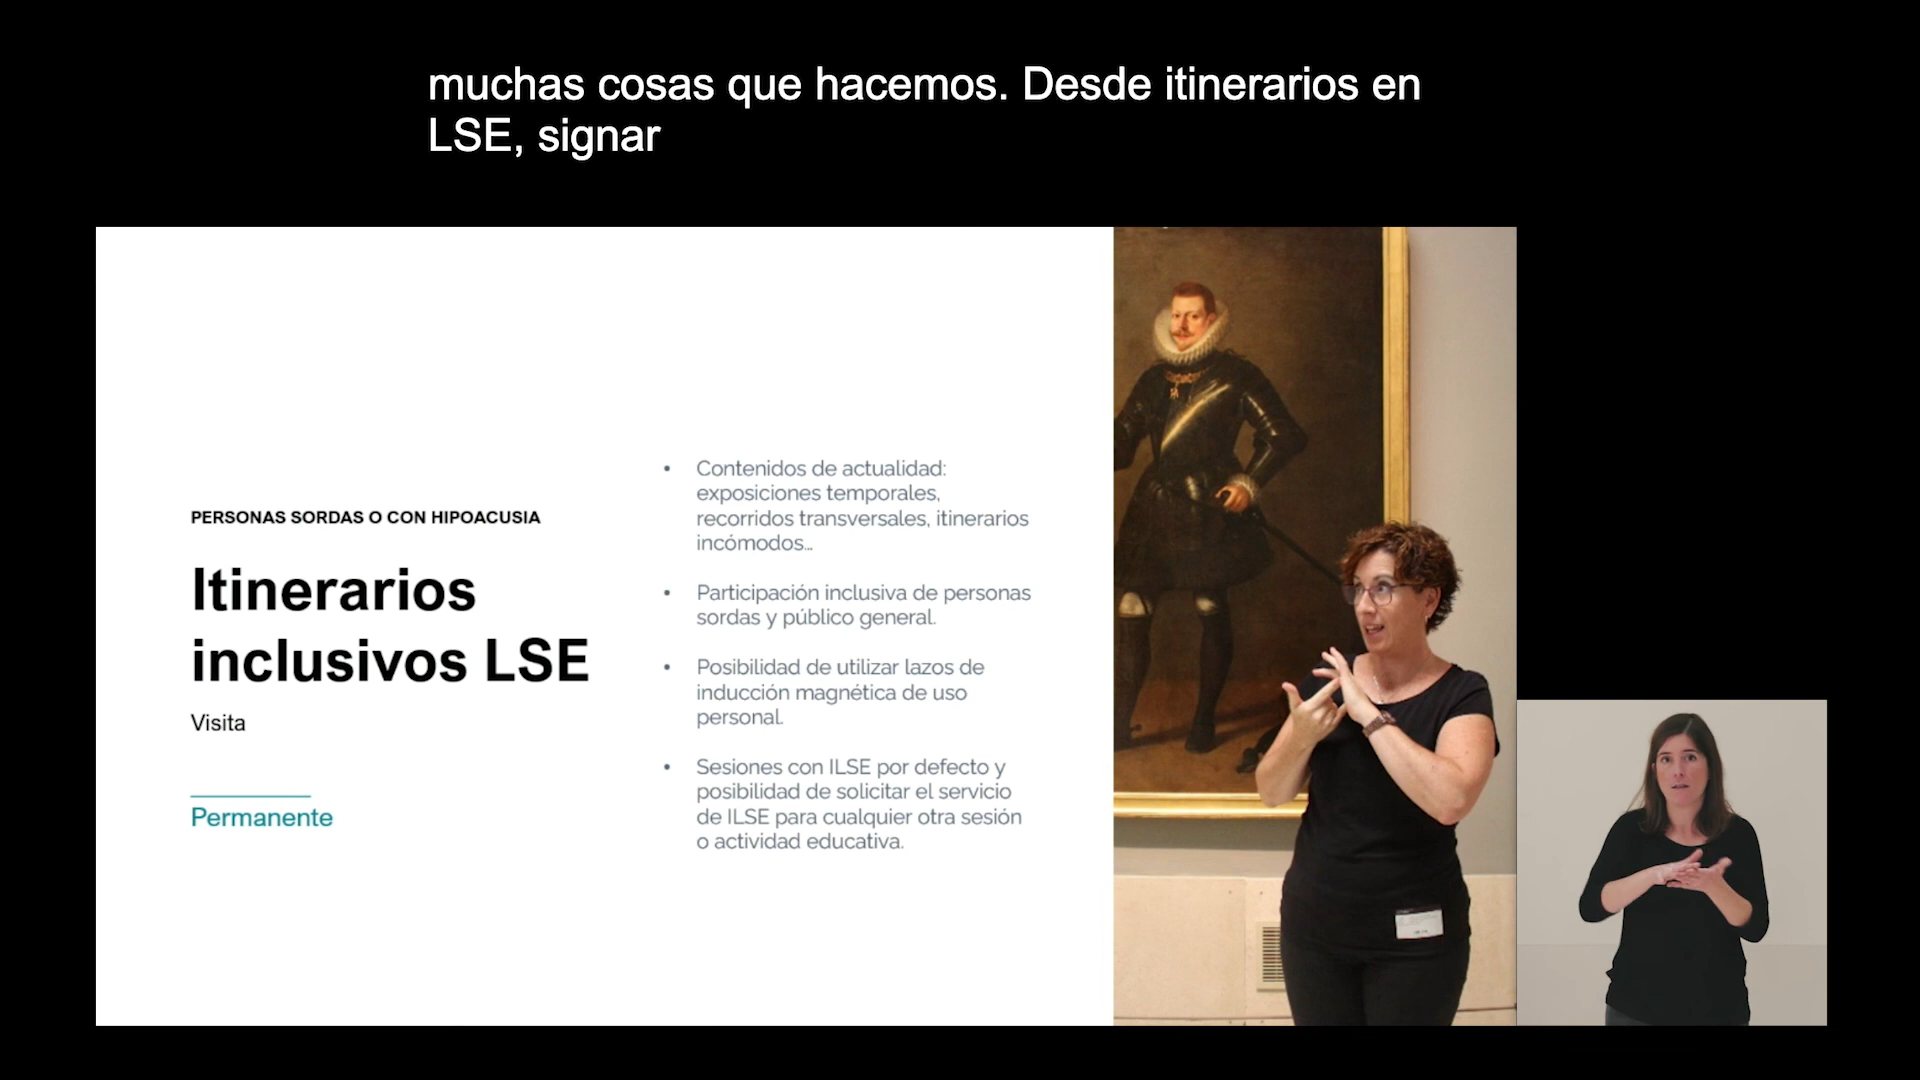 muchas cosas que hacemos. Desde itinerarios en
LSE, signar
PERSONAS SORDAS O CON HIPOACUSIA
Itinerarios
inclusivos LSE
Visita
Permanente
• Contenidos de actualidad:
exposiciones temporales,
recorridos transversales, itinerarios
incómodos...
• Participación inclusiva de personas
sordas y público general.
• Posibilidad de utilizar lazos de
inducción magnética de uso
personal.
• Sesiones con ILSE por defecto y
posibilidad de solicitar el servicio
de ILSE para cualquier otra sesión
o actividad educativa.